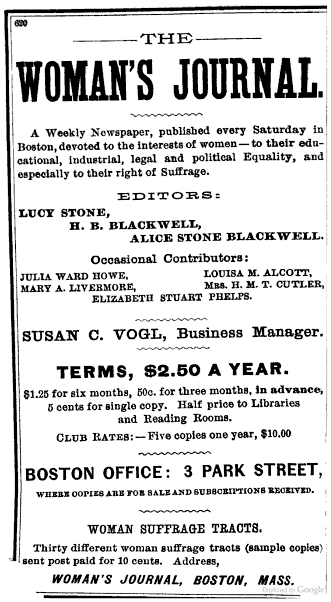 620
THE
WOMAN'S JOURNAL.
A Weekly Newspaper, published every Saturday in
Boston, devoted to the interests of women—to their edu-
cational, industrial, legal and political Equality, and
especially to their right of Suffrage.
EDITORS:
LUCY STONE,
H. B. BLACKWELL,
ALICE STONE BLACKWELL.
Occasional Contributors:
JULIA WARD HOWE, LOUISA M. ALCOTT,
MARY A. LIVERMORE, MRS. H. M. T. CUTLER,
ELIZABETH STUART PHELPS.
SUSAN C. VOGL, Business Manager.
TERMS, $2.50 A YEAR.
$1.25 for six months, 50c. for three months, in advance,
5 cents for single copy. Half price to Libraries
and Reading Rooms.
CLUB RATES:—Five copies one year, $10.00
BOSTON OFFICE: 3 PARK STREET,
WHERE COPIES ARE FOR SALE AND SUBSCRIPTIONS RECEIVED.
WOMAN SUFFRAGE TRACTS.
Thirty different woman suffrage tracts (sample copies)
sent post paid for 10 cents. Address,
WOMAN'S JOURNAL, BOSTON, MASS.
Digitized by Google